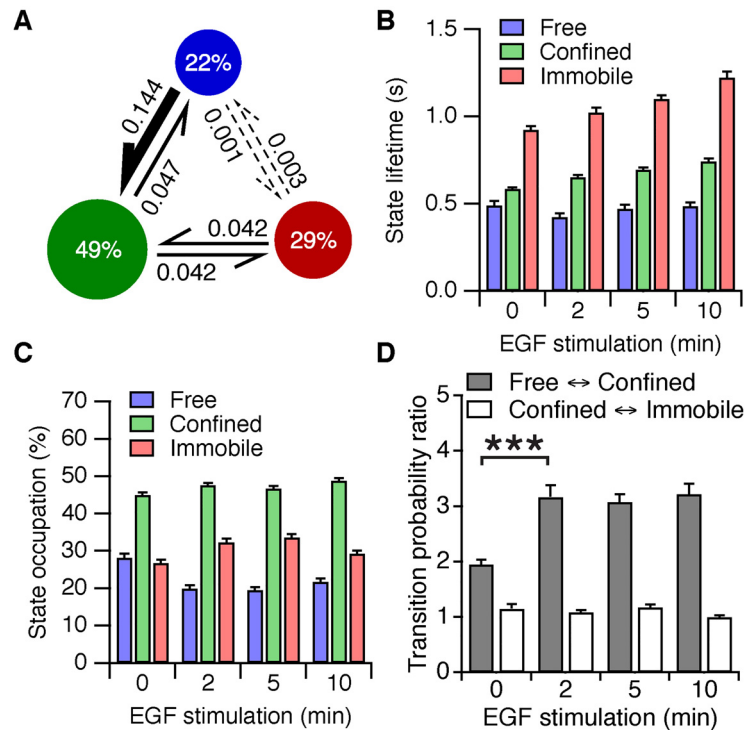 A
22%
0.144
0.047
0.001
0.003
49%
0.042
0.042
29%
B
Free
Confined
Immobile
State lifetime (s)
1.5
1.0
0.5
0.0
0 2 5 10
EGF stimulation (min)
C
Free
Confined
Immobile
State occupation (%)
70
60
50
40
30
20
10
0
0 2 5 10
EGF stimulation (min)
D
Free ↔ Confined
Confined ↔ Immobile
Transition probability ratio
5
4
3
2
1
0
***
0 2 5 10
EGF stimulation (min)